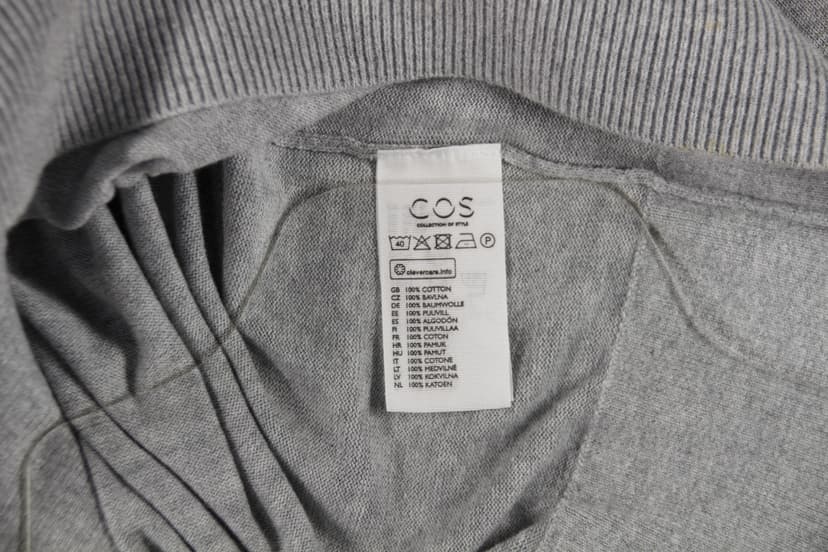 COS
COLLECTION OF STYLE
40 P
clevercare.info
GB 100% COTTON
CZ 100% BAVLNA
DE 100% BAUMWOLLE
EE 100% PUUVILL
ES 100% ALGODÓN
FI 100% PUUVILLAA
FR 100% COTON
HR 100% PAMUK
HU 100% PAMUT
IT 100% COTONE
LT 100% MEDVILNĖ
LV 100% KOKVILNA
NL 100% KATOEN